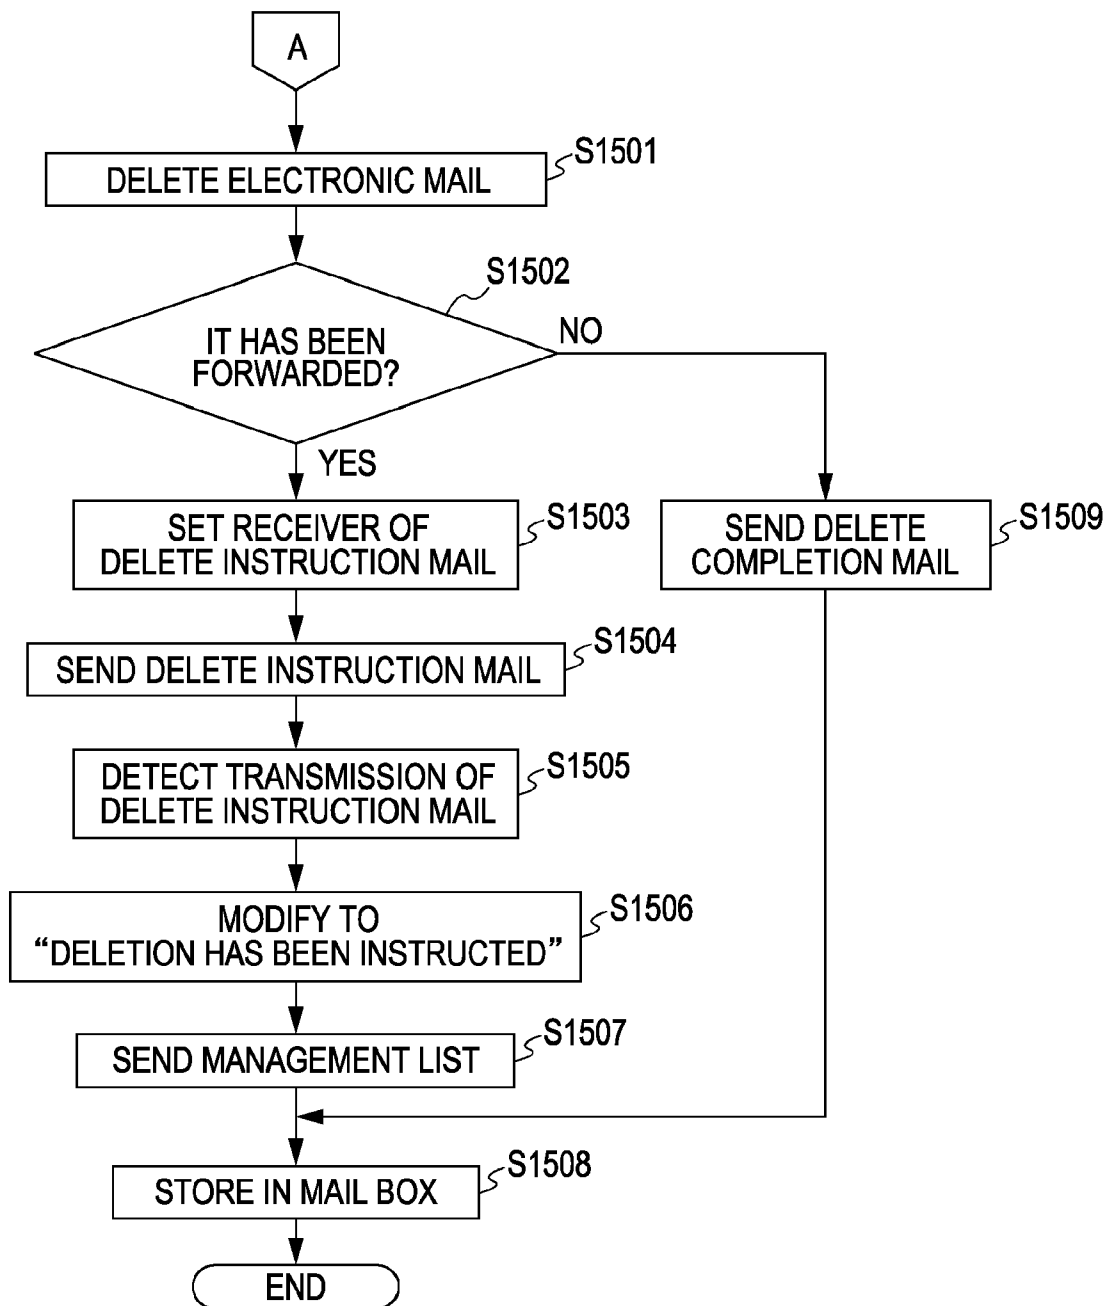 A
S1501
DELETE ELECTRONIC MAIL
S1502
IT HAS BEEN
FORWARDED?
NO
YES
S1503
SET RECEIVER OF
DELETE INSTRUCTION MAIL
S1509
SEND DELETE
COMPLETION MAIL
S1504
SEND DELETE INSTRUCTION MAIL
S1505
DETECT TRANSMISSION OF
DELETE INSTRUCTION MAIL
S1506
MODIFY TO
“DELETION HAS BEEN INSTRUCTED”
S1507
SEND MANAGEMENT LIST
S1508
STORE IN MAIL BOX
END